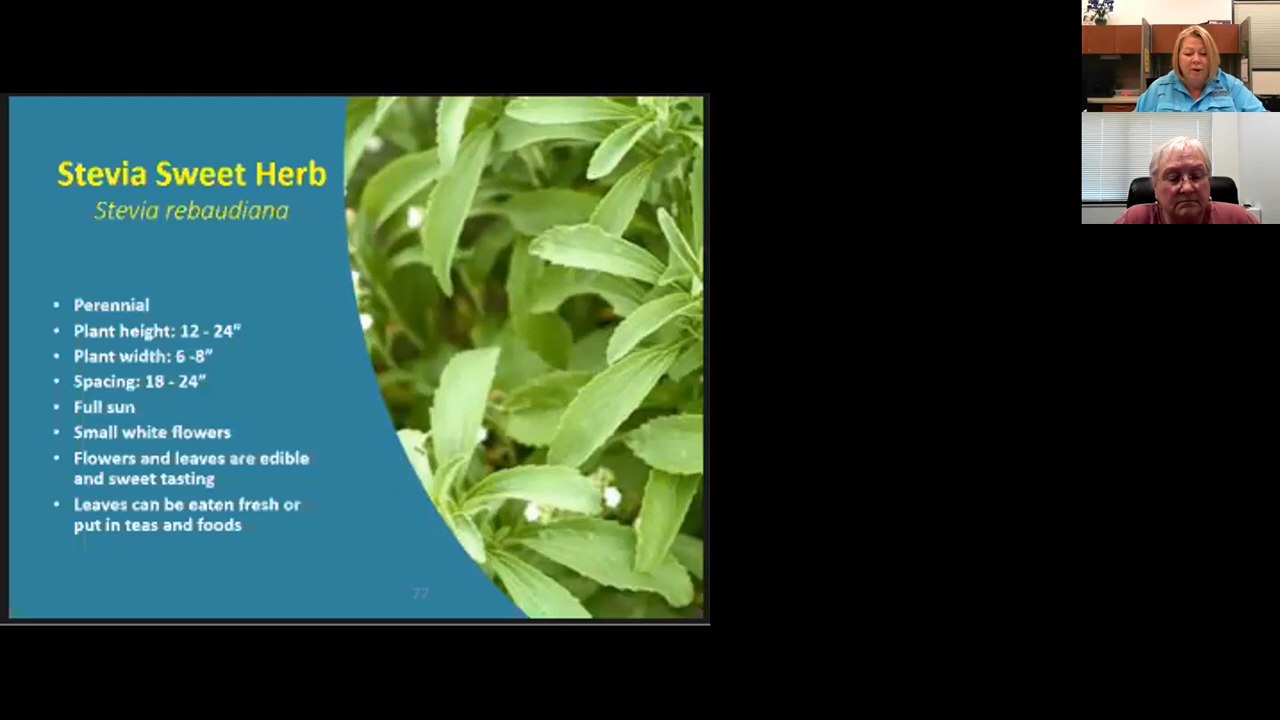 Stevia Sweet Herb
Stevia rebaudiana
• Perennial
• Plant height: 12 - 24”
• Plant width: 6 -8”
• Spacing: 18 - 24”
• Full sun
• Small white flowers
• Flowers and leaves are edible
and sweet tasting
• Leaves can be eaten fresh or
put in teas and foods
77